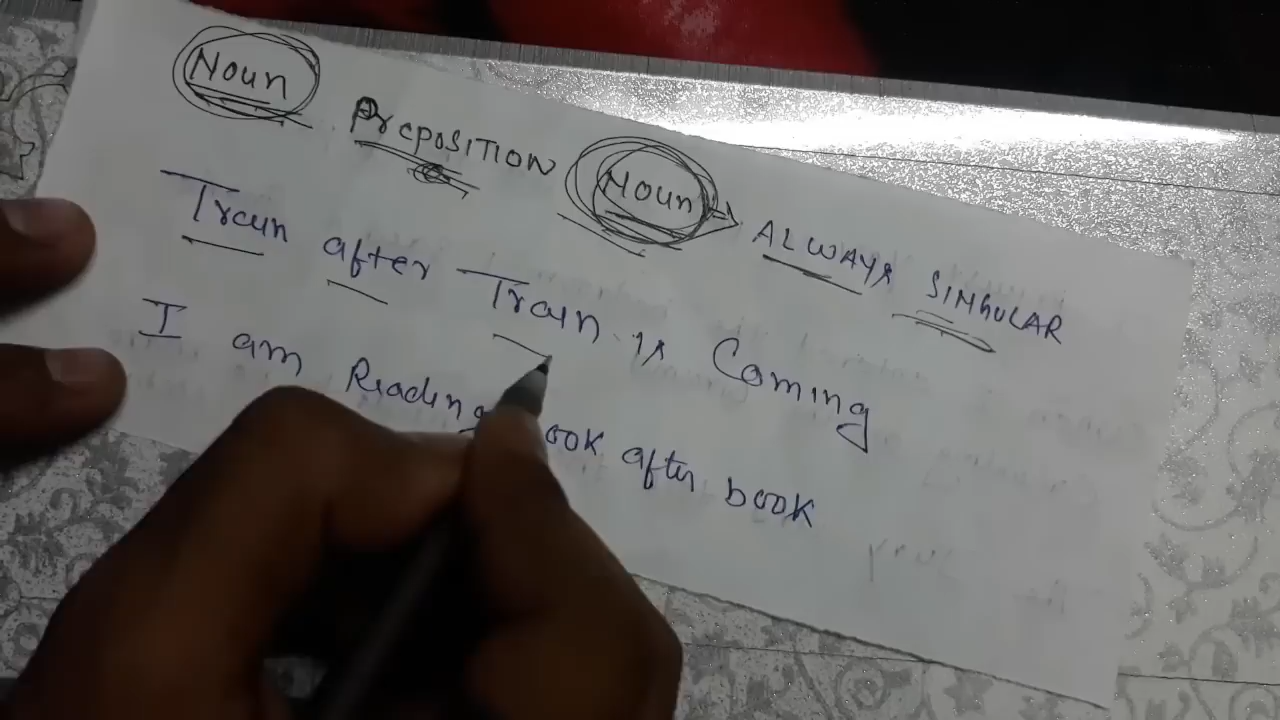 Noun Preposition Noun → ALWAYS SINGULAR
Train after Train is Coming
I am Reading ook after book